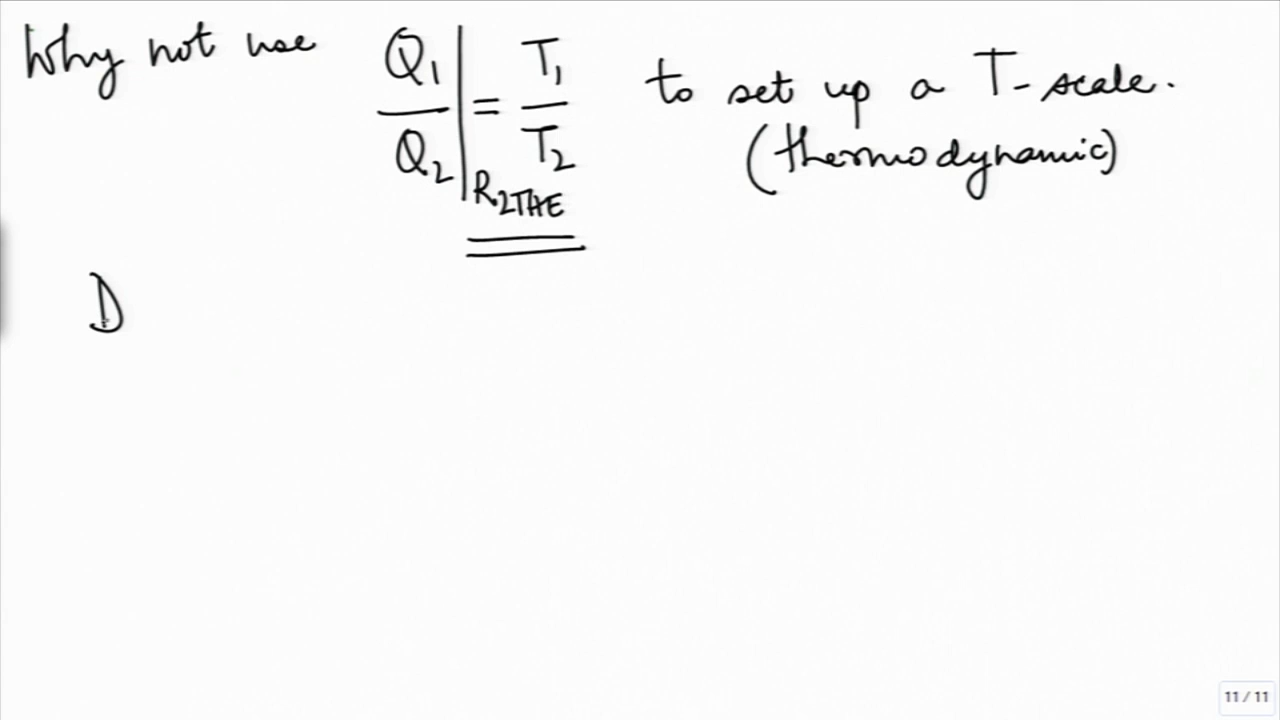 Why not use Q₁/Q₂ |R.2THE = T₁/T₂ to set up a T-scale.
(thermodynamic)
D
11 / 11